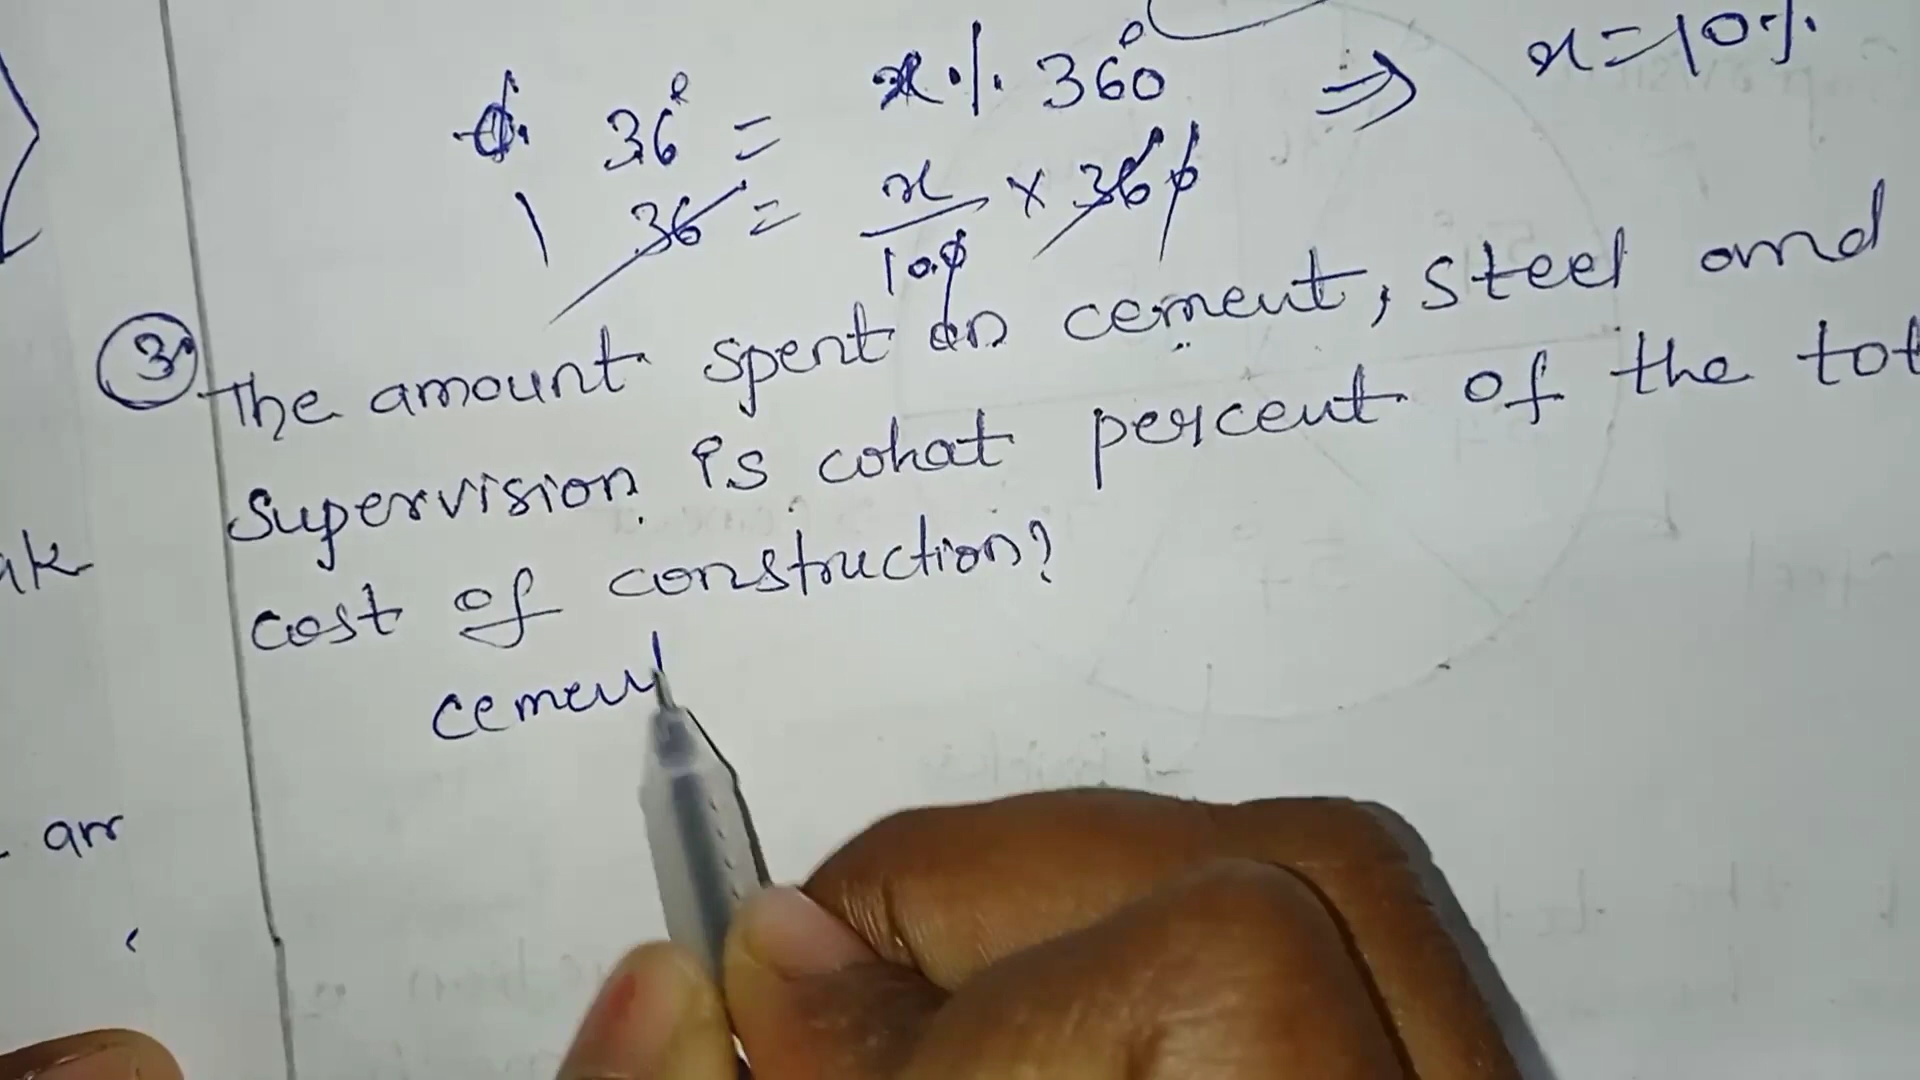 36° = x% 360° ⇒ x=10%
36 = x/100 × 360
③ The amount spent on cement, steel and
Supervision is what percent of the tot
cost of construction?
cement
arr